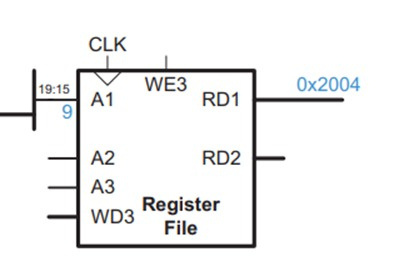 CLK
WE3
19:15
A1
RD1
0x2004
9
A2
RD2
A3
WD3
Register
File